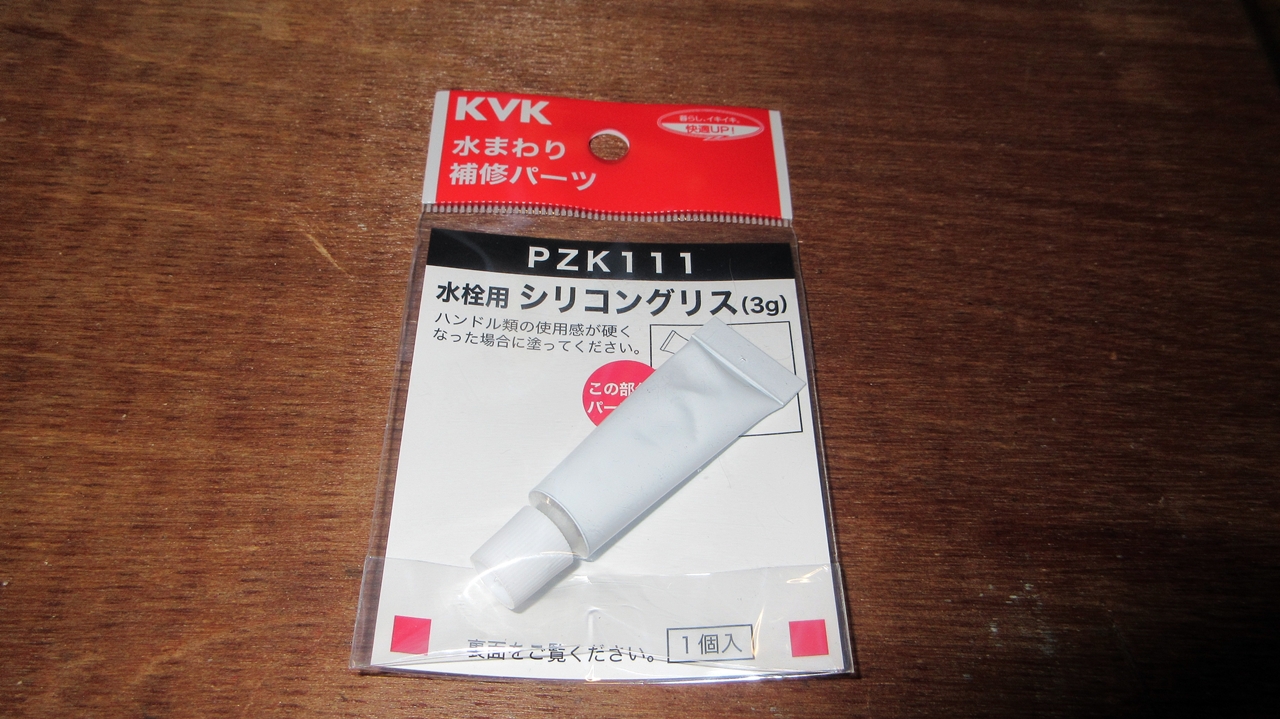 KVK
水まわり
補修パーツ
暮らし、イキイキ。
快適UP!
PZK111
水栓用 シリコングリス(3g)
ハンドル類の使用感が硬く
なった場合に塗ってください。
この部
パー
裏面をご覧ください。
1個入